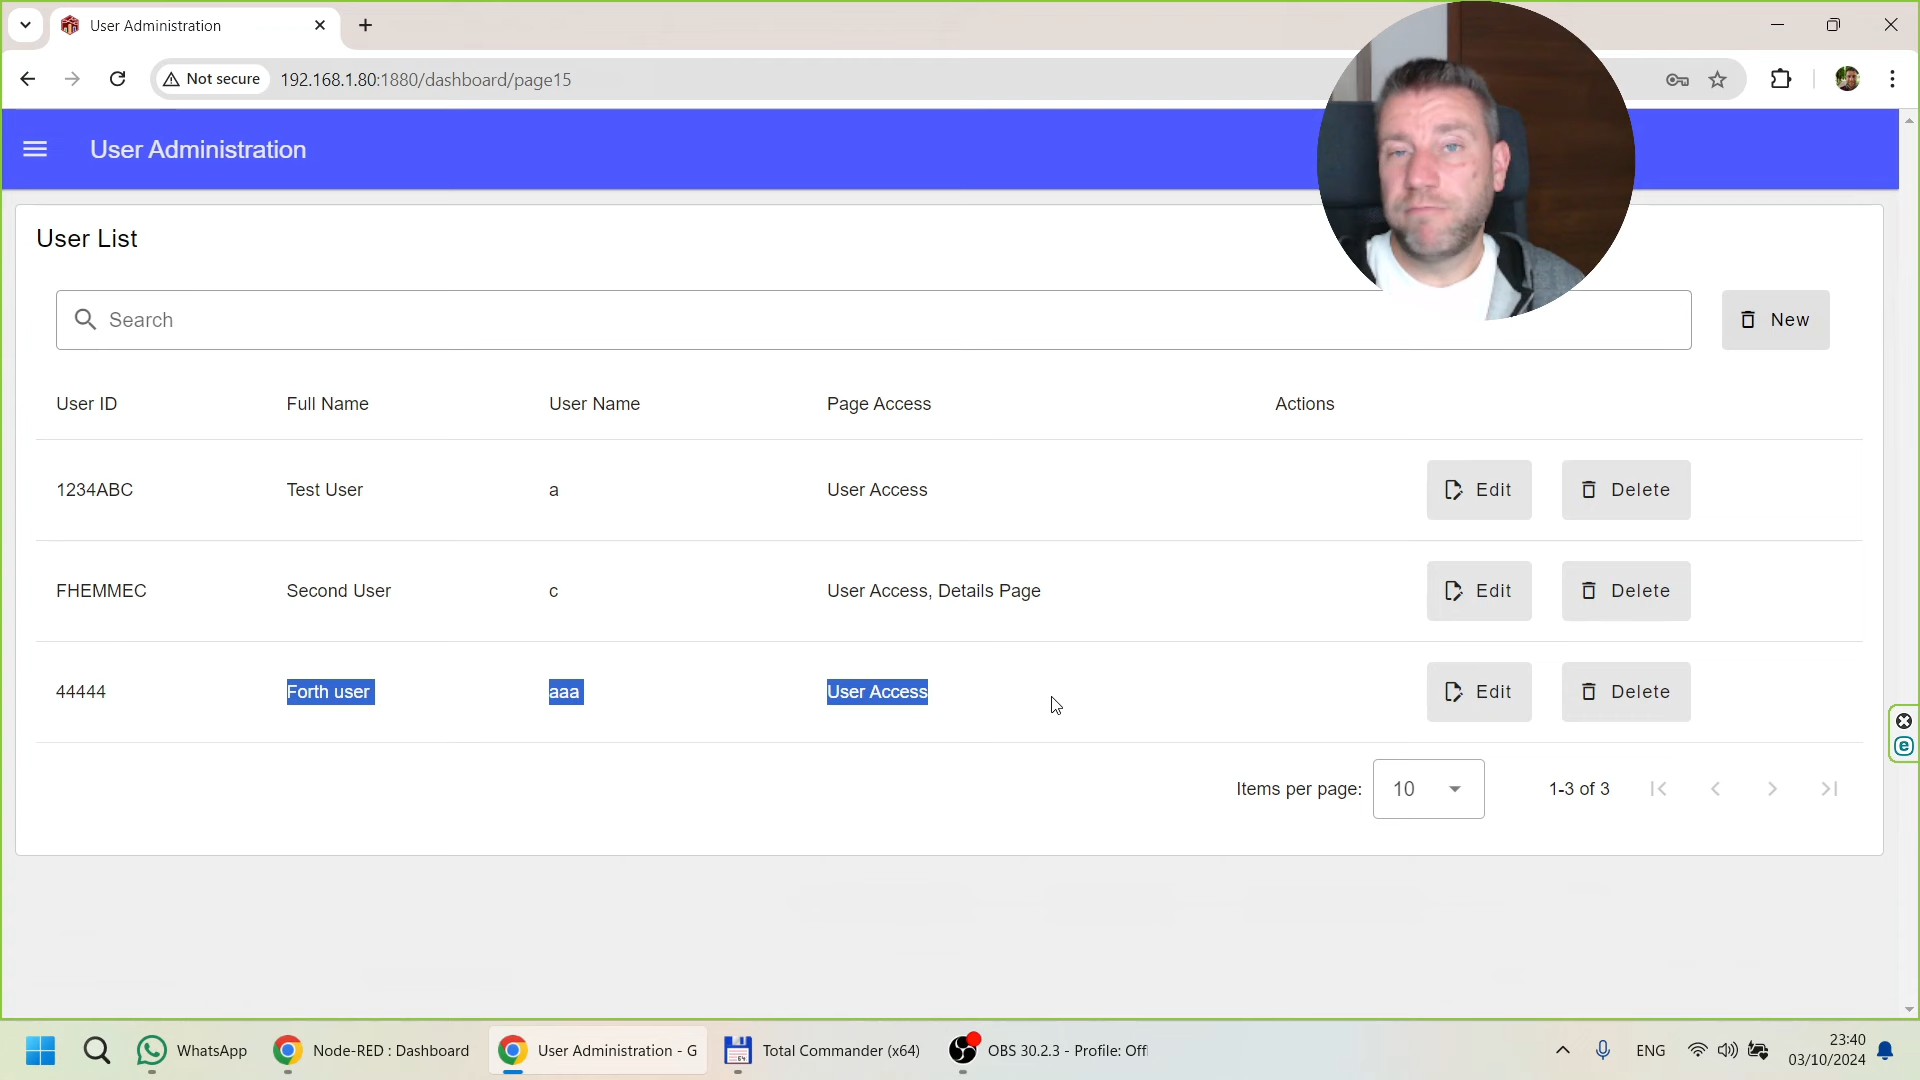 User Administration
Not secure
192.168.1.80:1880/dashboard/page15
User Administration
User List
Search
New
User ID Full Name User Name Page Access Actions
1234ABC Test User a User Access Edit Delete
FHEMMEC Second User c User Access, Details Page Edit Delete
44444 Forth user aaa User Access Edit Delete
Items per page: 10 1-3 of 3
WhatsApp
Node-RED : Dashboard
User Administration - G
64
Total Commander (x64)
OBS 30.2.3 - Profile: Off
ENG
23:40
03/10/2024